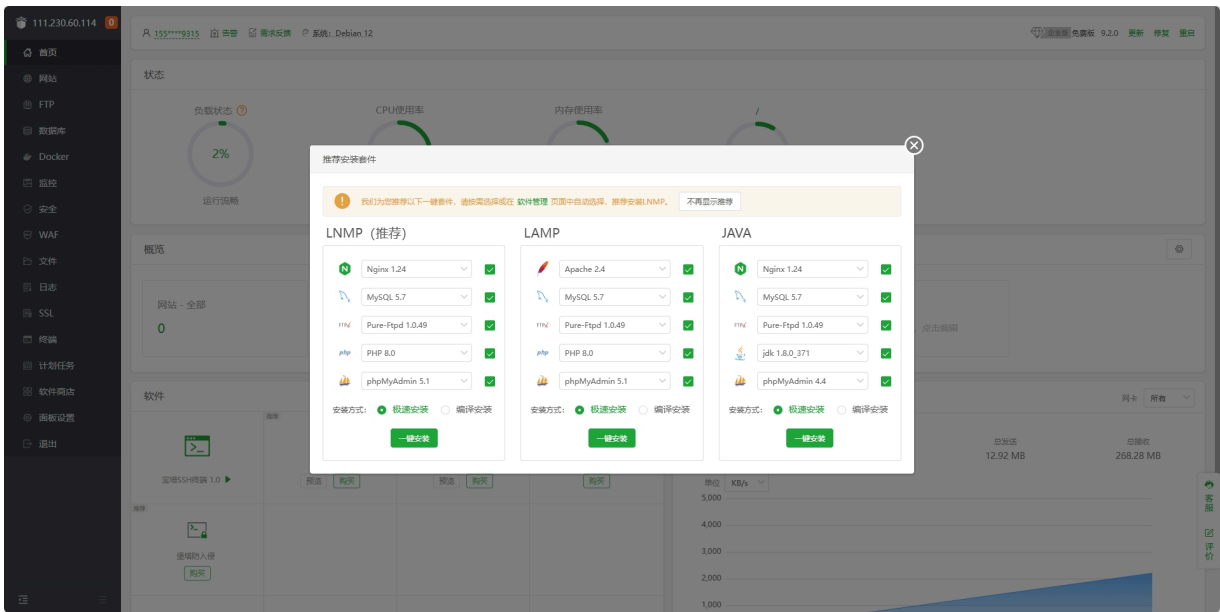 111.230.60.114 0
155****9315 告警 需求反馈 系统: Debian 12
企业版 免费版 9.2.0 更新 修复 重启
首页
网站
FTP
数据库
Docker
监控
安全
WAF
文件
日志
SSL
终端
计划任务
软件商店
面板设置
退出
状态
负载状态
CPU使用率
内存使用率
/
2%
运行流畅
推荐安装套件
我们为您推荐以下一键套件，请按需选择或在 软件管理 页面中自动选择，推荐安装LNMP。
不再显示推荐
LNMP（推荐）
Nginx 1.24
MySQL 5.7
Pure-Ftpd 1.0.49
PHP 8.0
phpMyAdmin 5.1
安装方式: 极速安装 编译安装
一键安装
LAMP
Apache 2.4
MySQL 5.7
Pure-Ftpd 1.0.49
PHP 8.0
phpMyAdmin 5.1
安装方式: 极速安装 编译安装
一键安装
JAVA
Nginx 1.24
MySQL 5.7
Pure-Ftpd 1.0.49
jdk 1.8.0_371
phpMyAdmin 4.4
安装方式: 极速安装 编译安装
一键安装
概览
网站 - 全部
0
，点击编辑
软件
推荐
宝塔SSH终端 1.0
预览 购买
预览 购买
购买
推荐
堡塔防入侵
购买
网卡 所有
总发送
12.92 MB
总接收
268.28 MB
单位 KB/s
5,000
4,000
3,000
2,000
1,000
客服
评价